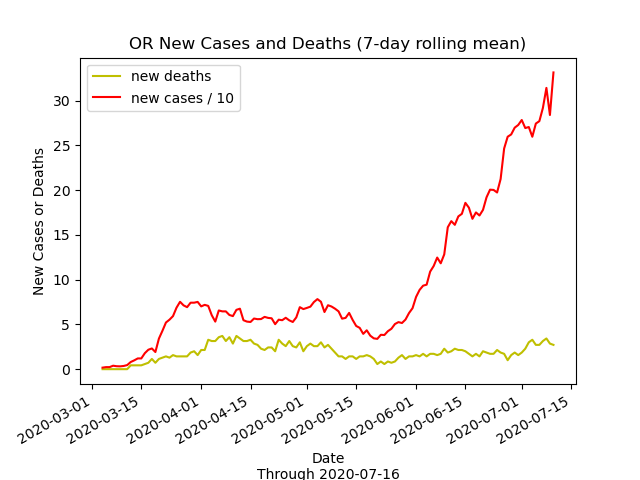 OR New Cases and Deaths (7-day rolling mean)
new deaths
new cases / 10
30
25
20
15
10
5
0
New Cases or Deaths
2020-03-01
2020-03-15
2020-04-01
2020-04-15
2020-05-01
2020-05-15
2020-06-01
2020-06-15
2020-07-01
2020-07-15
Date
Through 2020-07-16